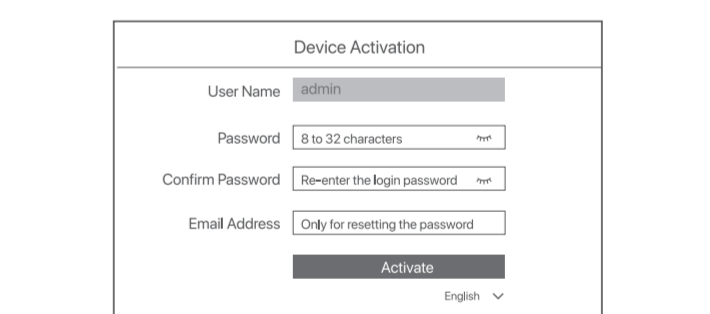 Device Activation
User Name admin
Password 8 to 32 characters
Confirm Password Re-enter the login password
Email Address Only for resetting the password
Activate
English